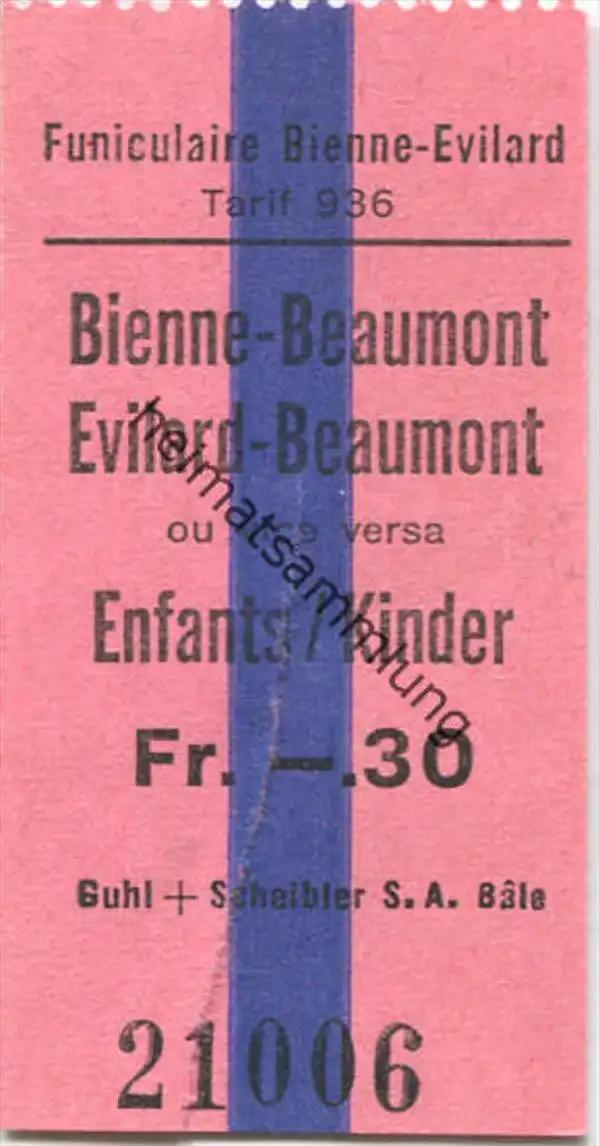 Funiculaire Bienne-Evilard
Tarif 936
Bienne-Beaumont
Evilard-Beaumont
ou vice versa
Enfants / Kinder
Fr. —.30
Guhl + Scheibler S.A. Bâle
21006
heimatsammlung